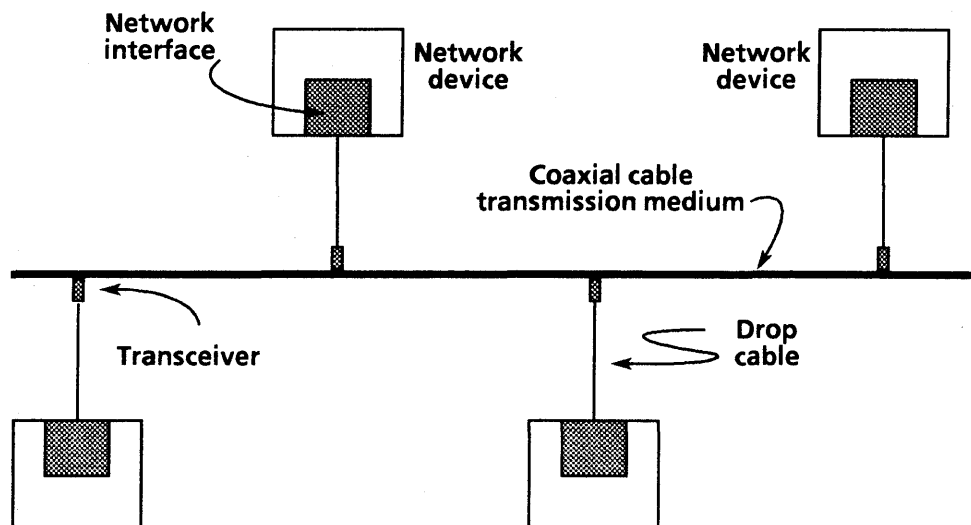 Network
interface
Network
device
Network
device
Coaxial cable
transmission medium
Transceiver
Drop
cable